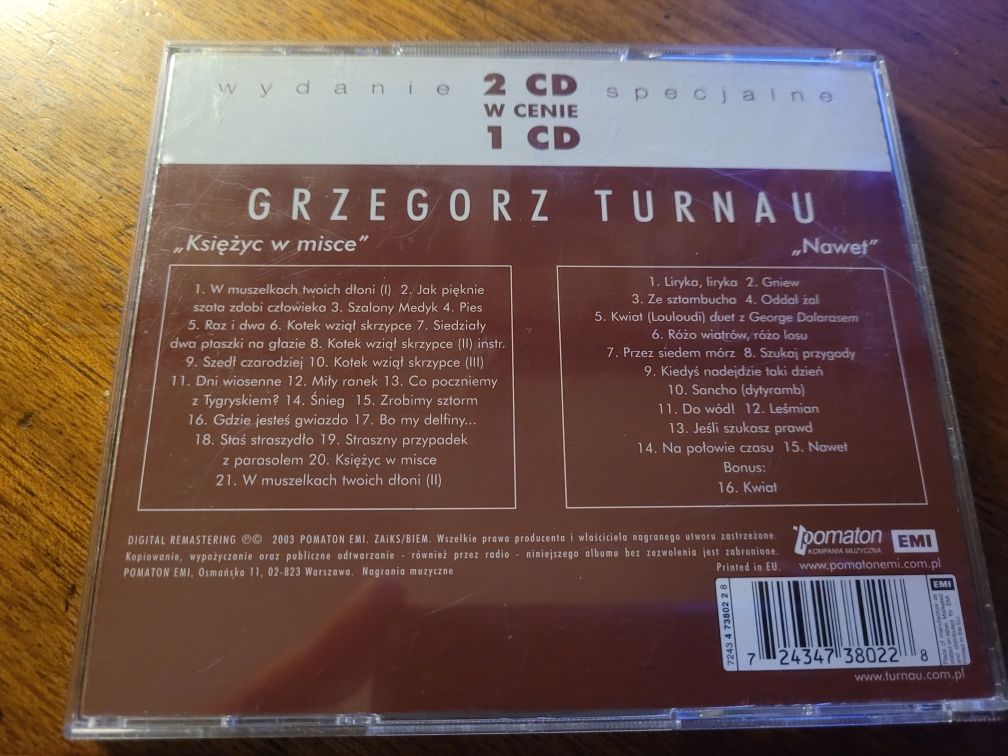 wydanie 2 CD specjalne
W CENIE
1 CD
GRZEGORZ TURNAU
„Księżyc w misce”
1. W muszelkach twoich dłoni (I) 2. Jak pięknie
szata zdobi człowieka 3. Szalony Medyk 4. Pies
5. Raz i dwa 6. Kotek wziął skrzypce 7. Siedziały
dwa ptaszki na głazie 8. Kotek wziął skrzypce (II) instr.
9. Szedł czarodziej 10. Kotek wziął skrzypce (III)
11. Dni wiosenne 12. Miły ranek 13. Co poczniemy
z Tygryskiem? 14. Śnieg 15. Zrobimy sztorm
16. Gdzie jesteś gwiazdo 17. Bo my delfiny...
18. Staś straszydło 19. Straszny przypadek
z parasolem 20. Księżyc w misce
21. W muszelkach twoich dłoni (II)
„Nawet”
1. Liryka, liryka 2. Gniew
3. Ze sztambucha 4. Oddal żal
5. Kwiat (Louloudi) duet z George Dalarasem
6. Różo wiatrów, różo losu
7. Przez siedem mórz 8. Szukaj przygody
9. Kiedyś nadejdzie taki dzień
10. Sancho (dytyramb)
11. Do wód! 12. Leśmian
13. Jeśli szukasz prawd
14. Na połowie czasu 15. Nawet
Bonus:
16. Kwiat
DIGITAL REMASTERING ℗© 2003 POMATON EMI. ZAiKS/BIEM. Wszelkie prawa producenta i właściciela nagranego utworu zastrzeżone.
Kopiowanie, wypożyczanie oraz publiczne odtwarzanie - również przez radio - niniejszego albumu bez zezwolenia jest zabronione.
POMATON EMI, Osmańska 11, 02-823 Warszawa. Nagrania muzyczne
Printed in EU.
pomaton
KOMPANIA MUZYCZNA
EMI
www.pomatonemi.com.pl
7243 4 73802 2 8
7 24347 38022 8
EMI
www.turnau.com.pl